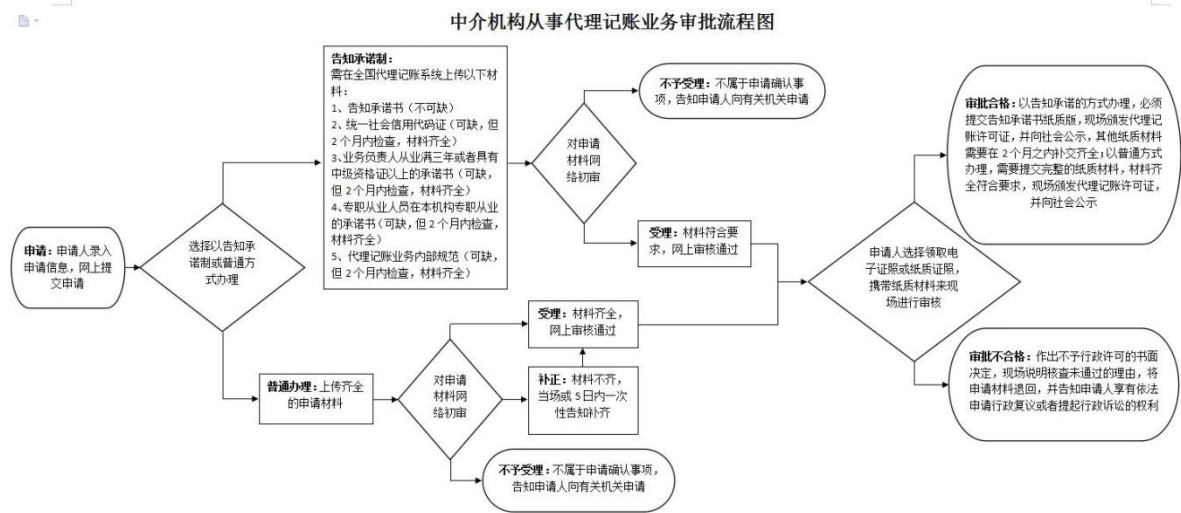 中介机构从事代理记账业务审批流程图
申请：申请人录入
申请信息，网上提
交申请
选择以告知承
诺制或普通方
式办理
告知承诺制：
需在全国代理记账系统上传以下材
料：
1、告知承诺书（不可缺）
2、统一社会信用代码证（可缺，但
2个月内检查，材料齐全）
3、业务负责人从业满三年或者具有
中级资格证以上的承诺书（可缺，
但2个月内检查，材料齐全）
4、专职从业人员在本机构专职从业
的承诺书（可缺，但2个月内检查，
材料齐全）
5、代理记账业务内部规范（可缺，
但2个月内检查，材料齐全）
对申请
材料网
络初审
不予受理：不属于申请确认事
项，告知申请人向有关机关申请
受理：材料符合要
求，网上审核通过
普通办理：上传齐全
的申请材料
对申请
材料网
络初审
受理：材料齐全，
网上审核通过
补正：材料不齐，
当场或5日内一次
性告知补齐
不予受理：不属于申请确认事项，
告知申请人向有关机关申请
申请人选择领取电
子证照或纸质证照，
携带纸质材料来现
场进行审核
审批合格：以告知承诺的方式办理，必须
提交告知承诺书纸质版，现场颁发代理记
账许可证，并向社会公示，其他纸质材料
需要在2个月之内补交齐全；以普通方式
办理，需要提交完整的纸质材料，材料齐
全符合要求，现场颁发代理记账许可证，
并向社会公示
审批不合格：作出不予行政许可的书面
决定，现场说明核查未通过的理由，将
申请材料退回，并告知申请人享有依法
申请行政复议或者提起行政诉讼的权利